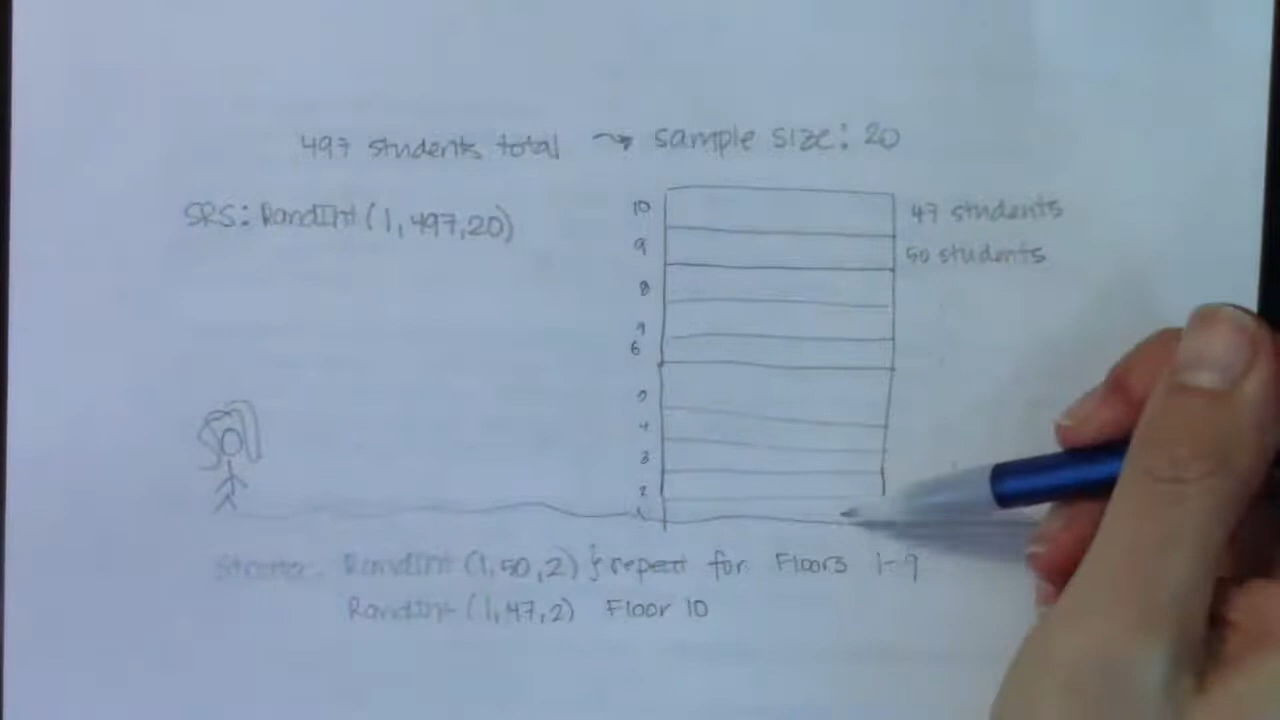 497 students total → sample size: 20
SRS: RandInt (1,497,20)
10
47 students
9
50 students
8
7
6
5
4
3
2
1
Strata: RandInt (1,50,2) } repeat for Floors 1-9
RandInt (1,47,2) Floor 10